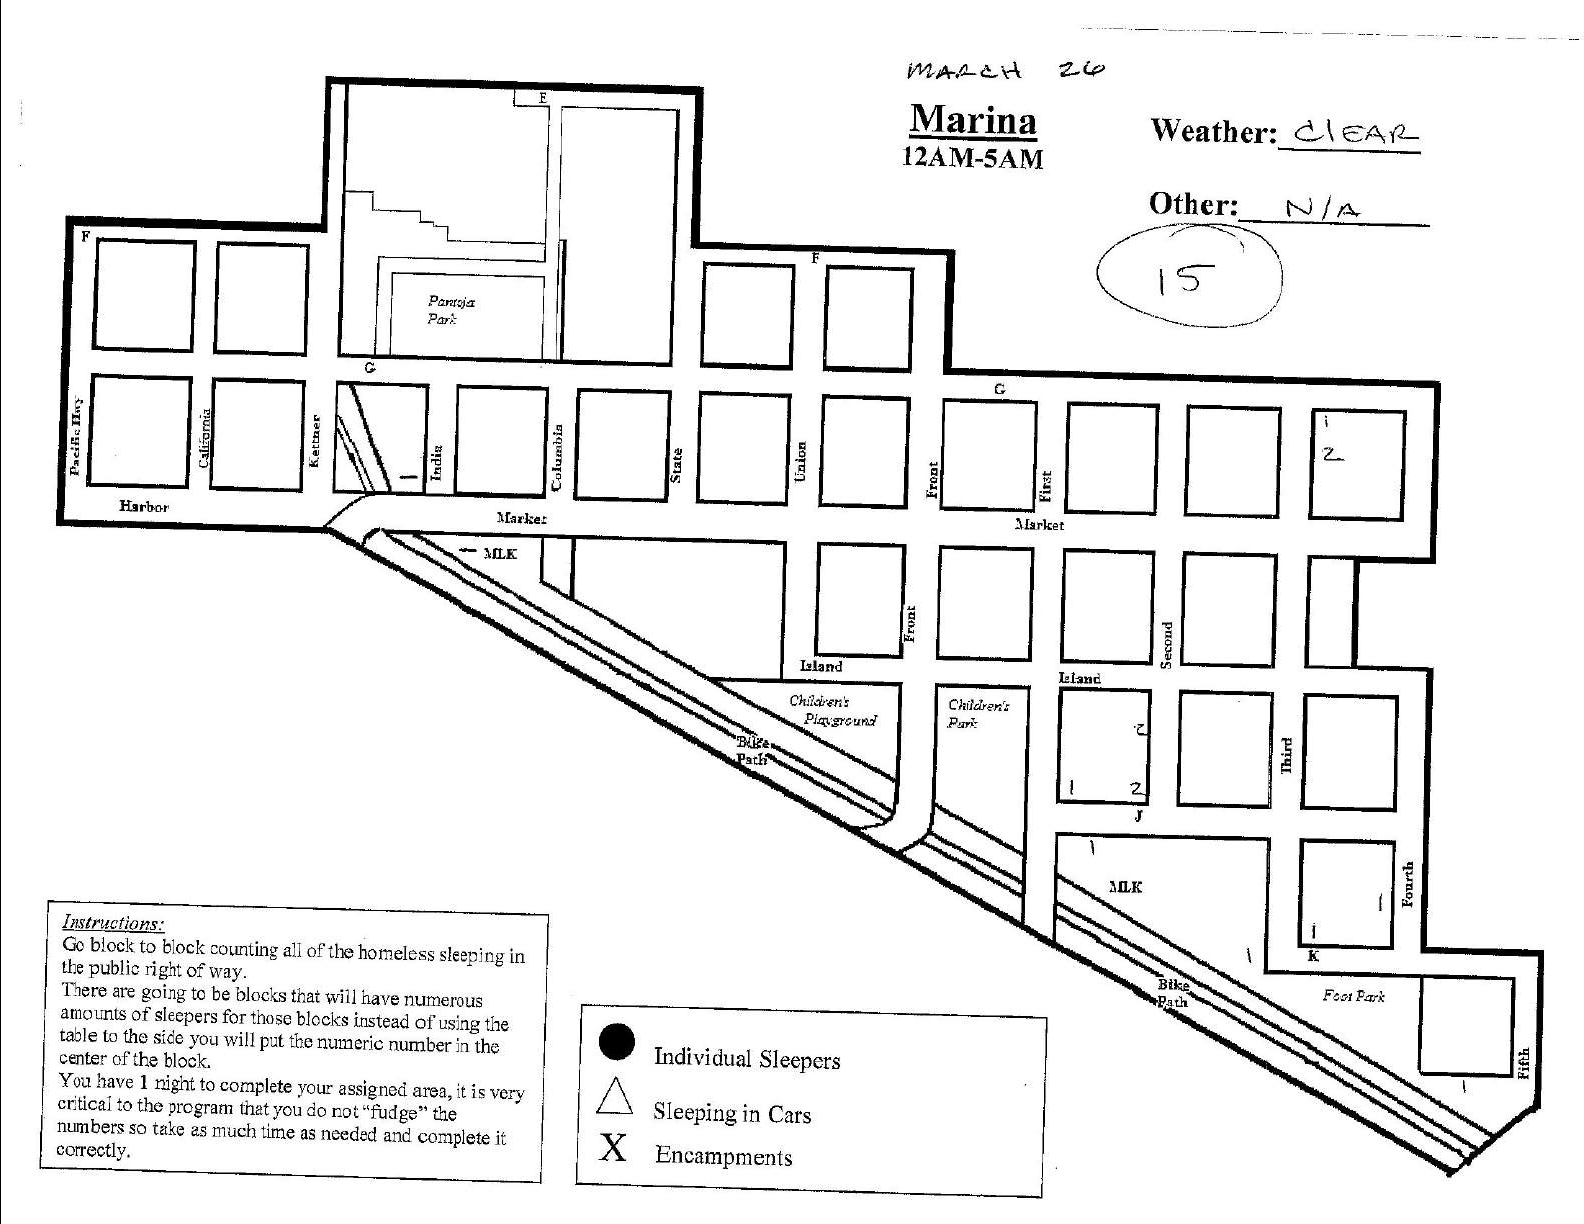 MARCH 26
Marina
12AM-5AM
Weather: CLEAR
Other: N/A
15
E
F
F
Pantoja
Park
G
G
1
2
Pacific Hwy
California
Kettner
India
Columbia
State
Union
Front
First
Harbor
Market
Market
MLK
Front
Second
Island
Island
Children's
Playground
Children's
Park
2
Bike
Path
Third
1 2
J
1
MLK
Fourth
1
1
1
K
Bike
Path
Foot Park
Fifth
1
Instructions:
Go block to block counting all of the homeless sleeping in
the public right of way.
There are going to be blocks that will have numerous
amounts of sleepers for those blocks instead of using the
table to the side you will put the numeric number in the
center of the block.
You have 1 night to complete your assigned area, it is very
critical to the program that you do not "fudge" the
numbers so take as much time as needed and complete it
correctly.
Individual Sleepers
Sleeping in Cars
X Encampments